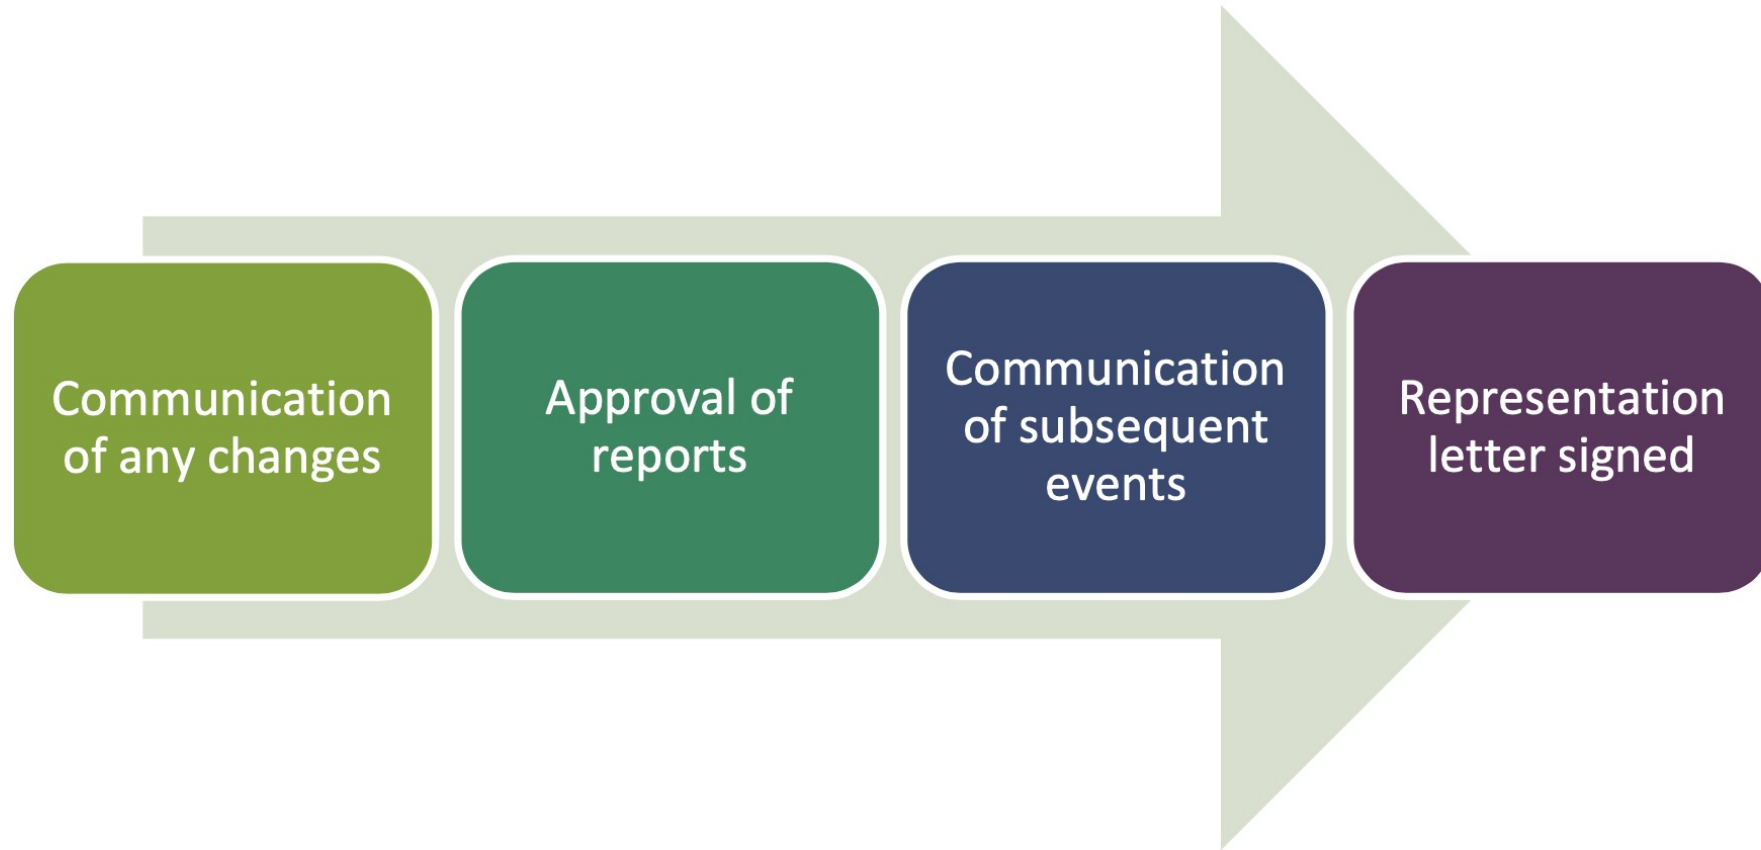 Communication
of any changes
Approval of
reports
Communication
of subsequent
events
Representation
letter signed